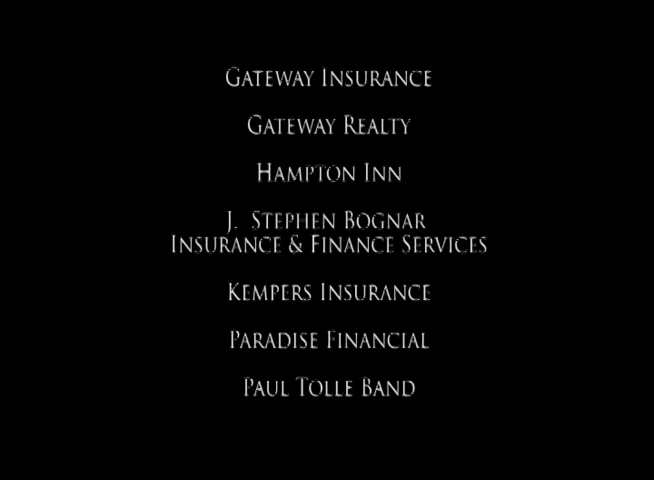 Gateway Insurance
Gateway Realty
Hampton Inn
J. Stephen Bognar
Insurance & Finance Services
Kempers Insurance
Paradise Financial
Paul Tolle Band